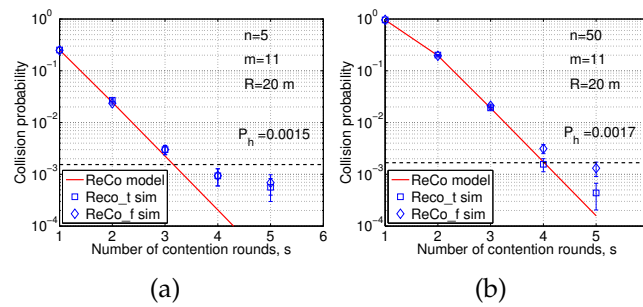 n=5
m=11
R=20 m
P_h =0.0015
Collision probability
10^0
10^−1
10^−2
10^−3
10^−4
ReCo model
Reco_t sim
ReCo_f sim
1 2 3 4 5 6
Number of contention rounds, s
(a)
n=50
m=11
R=20 m
P_h =0.0017
Collision probability
10^0
10^−1
10^−2
10^−3
10^−4
ReCo model
Reco_t sim
ReCo_f sim
1 2 3 4 5
Number of contention rounds, s
(b)